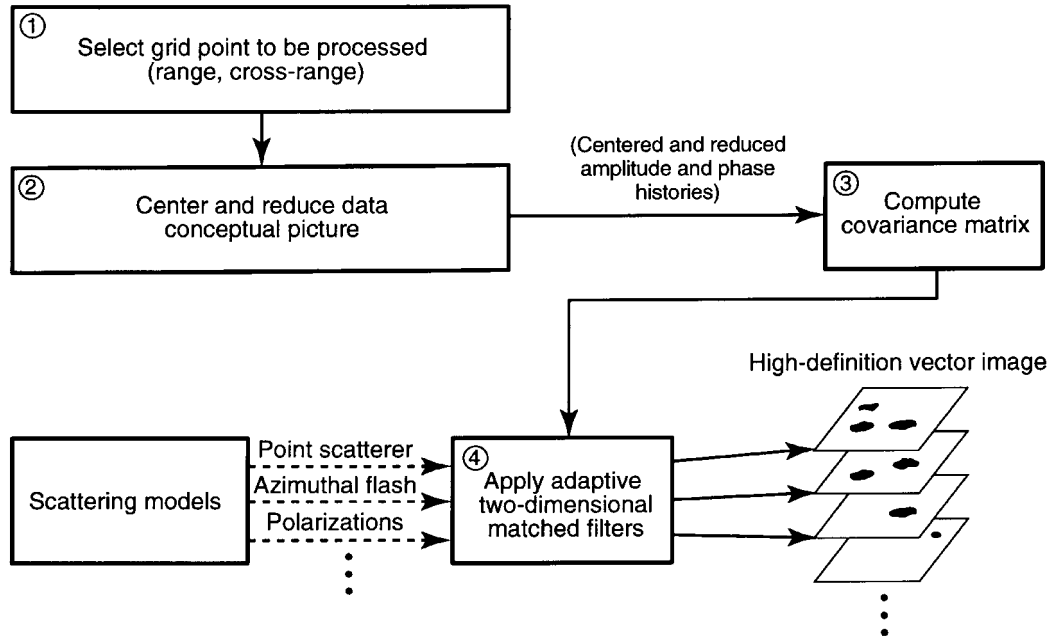 ①
Select grid point to be processed
(range, cross-range)
②
Center and reduce data
conceptual picture
(Centered and reduced
amplitude and phase
histories)
③
Compute
covariance matrix
High-definition vector image
Scattering models
Point scatterer
Azimuthal flash
Polarizations
④
Apply adaptive
two-dimensional
matched filters